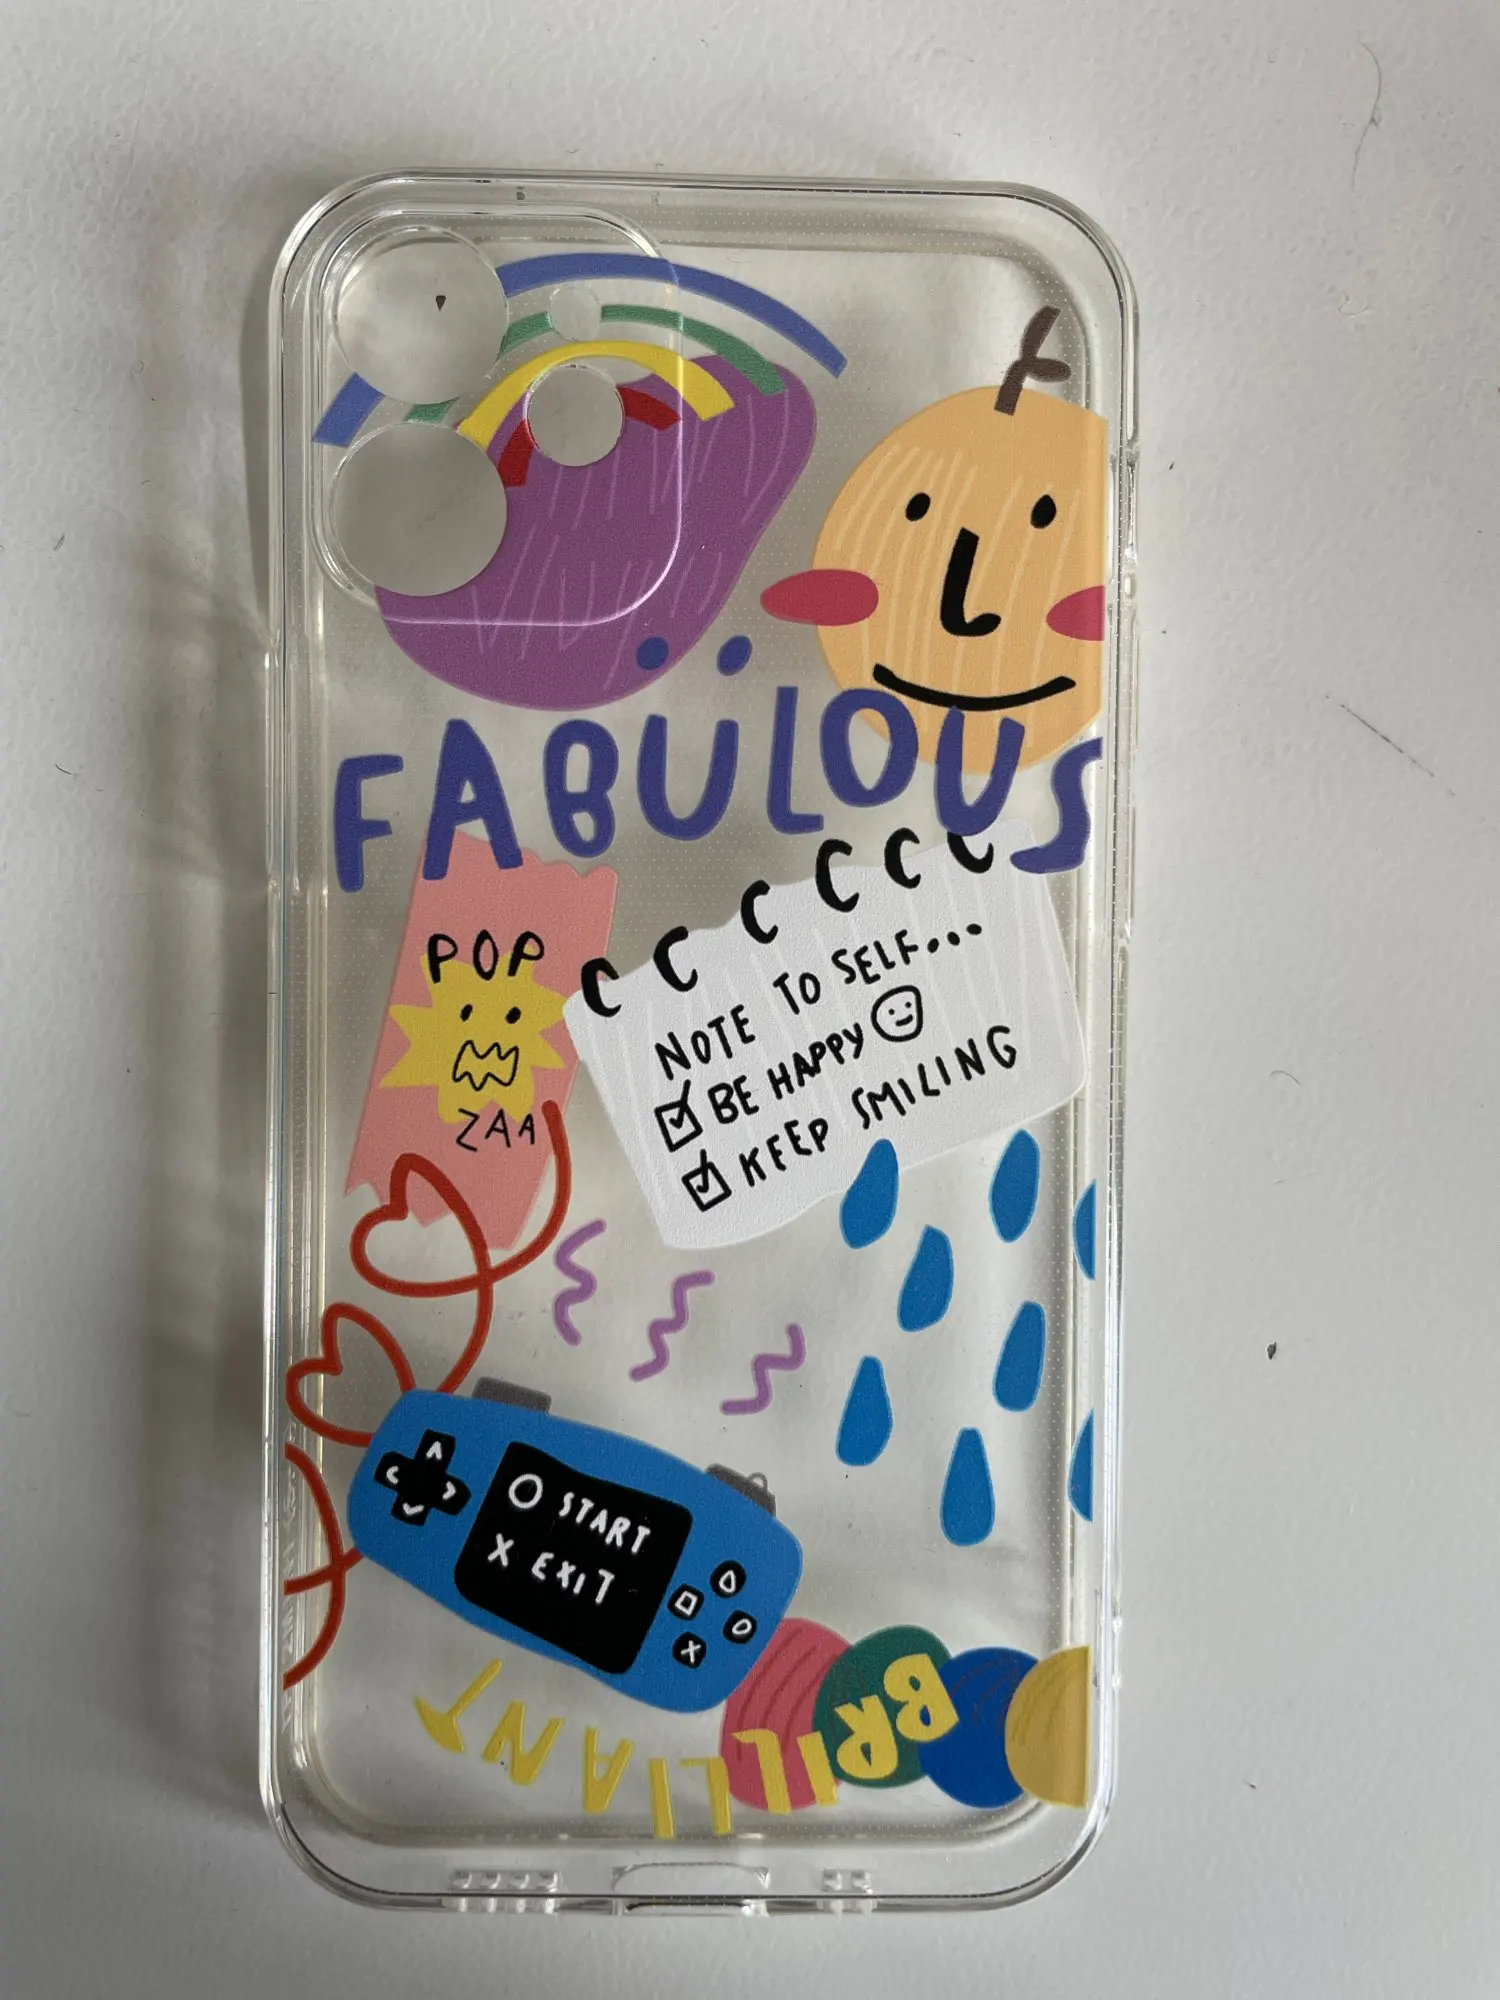 FABULOUS
POP
ZAA
NOTE TO SELF...
☑ BE HAPPY ☺
☑ KEEP SMILING
O START
X EXIT
BRILLIANT